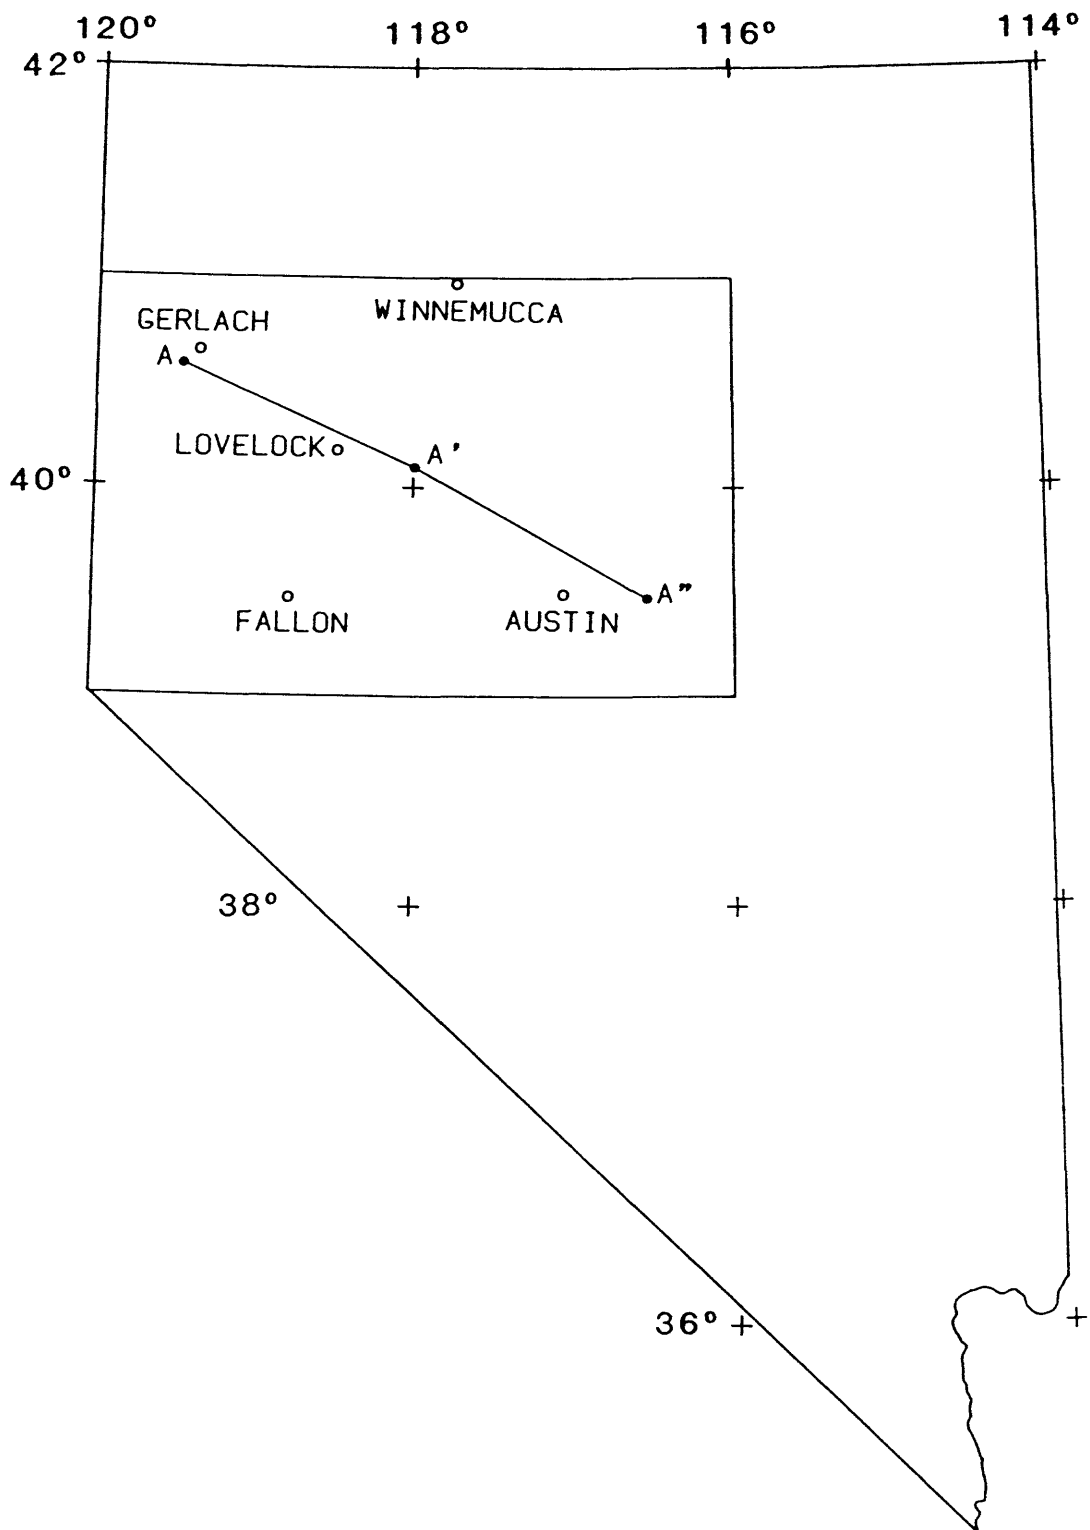 120° 118° 116° 114°
42°
WINNEMUCCA
GERLACH
A
LOVELOCK
A'
40°
A"
FALLON AUSTIN
38°
36°